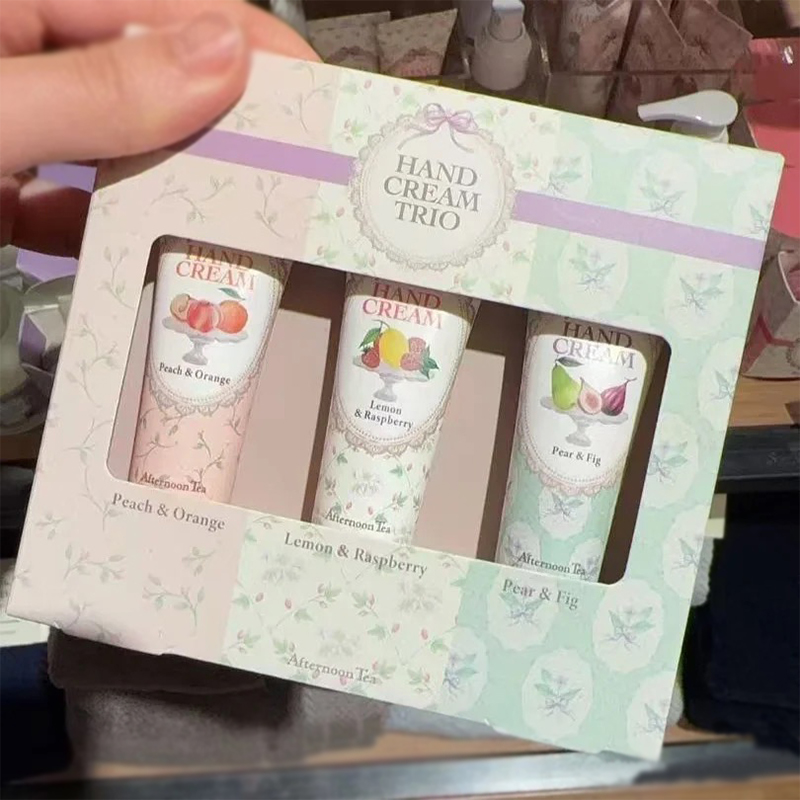 HAND
CREAM
TRIO
HAND
CREAM
Peach & Orange
Afternoon Tea
HAND
CREAM
Lemon
& Raspberry
Afternoon Tea
HAND
CREAM
Pear & Fig
Afternoon Tea
Peach & Orange
Lemon & Raspberry
Pear & Fig
Afternoon Tea